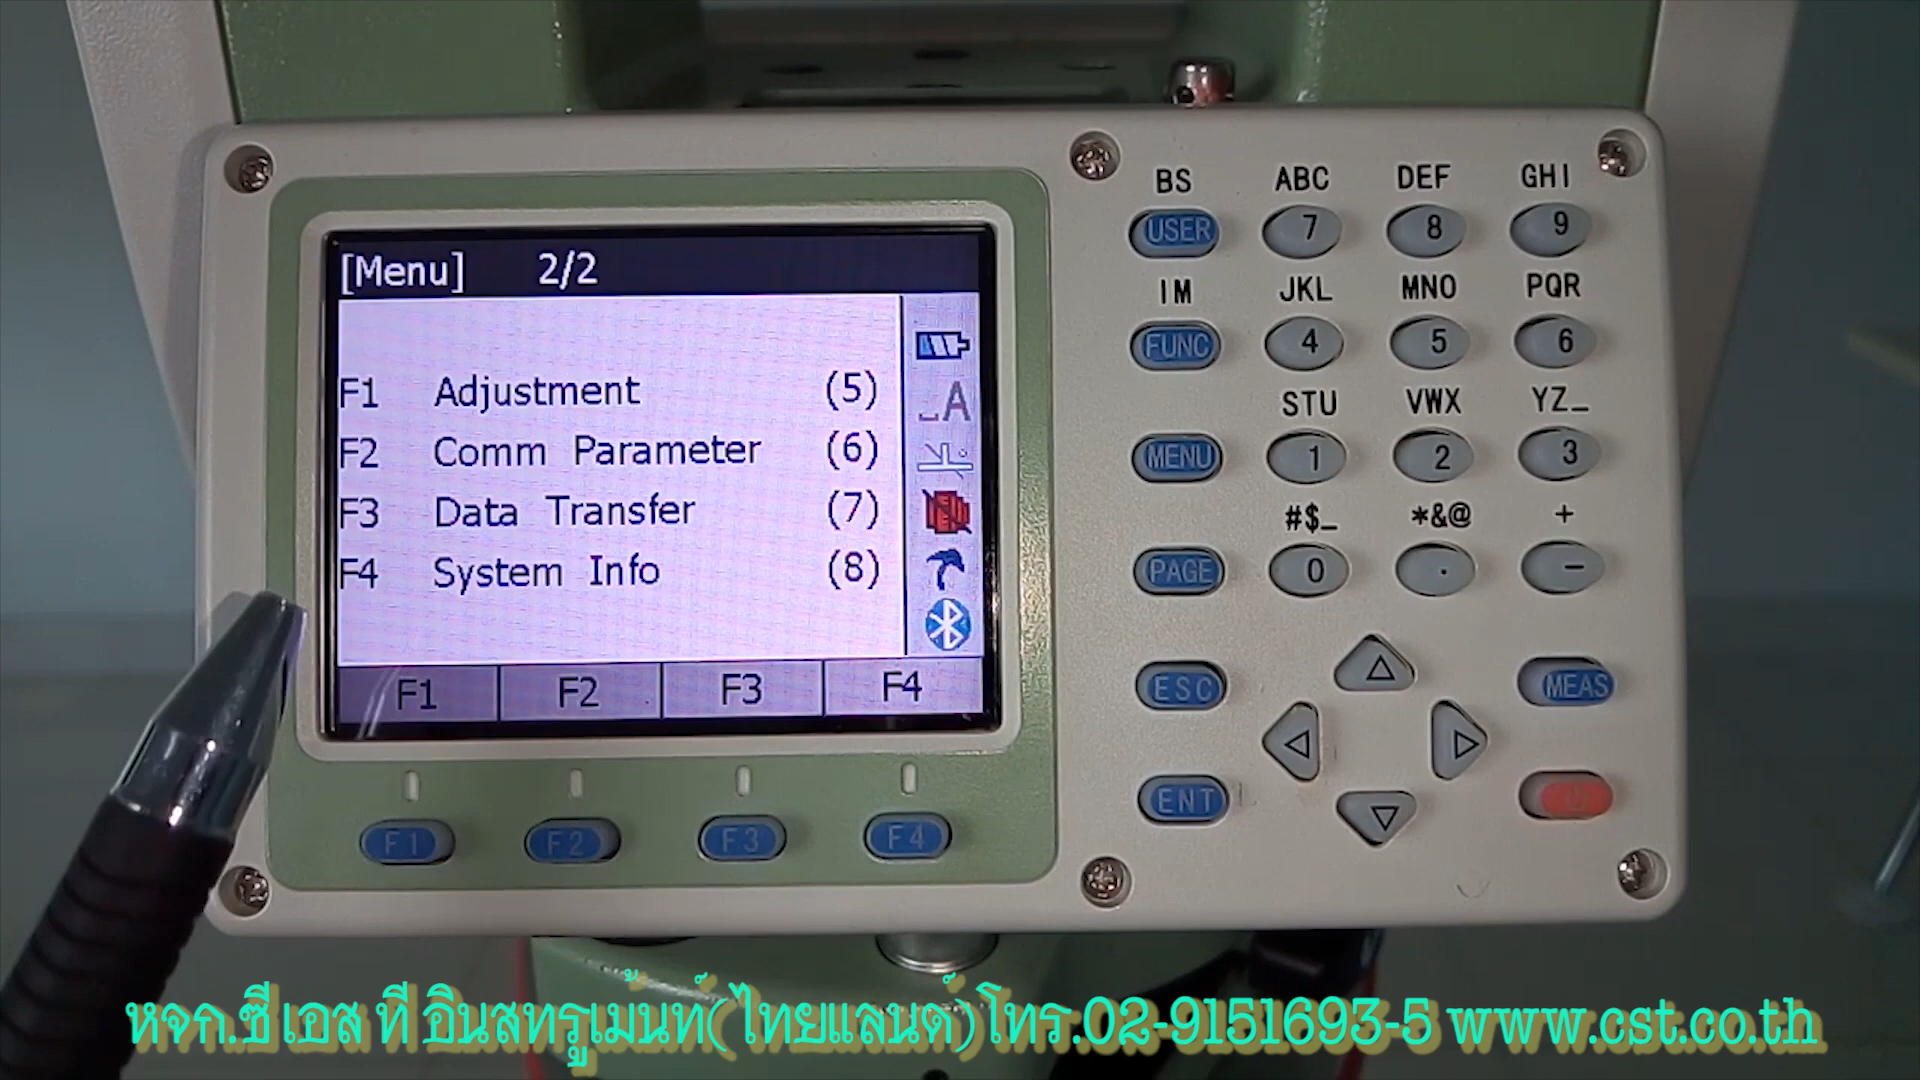 [Menu] 2/2
F1 Adjustment (5)
F2 Comm Parameter (6)
F3 Data Transfer (7)
F4 System Info (8)
F1 F2 F3 F4
F1 F2 F3 F4
BS ABC DEF GHI
USER 7 8 9
IM JKL MNO PQR
FUNC 4 5 6
STU VWX YZ_
MENU 1 2 3
#$_ *&@ +
PAGE 0 . -
ESC MEAS
ENT
หจก.ซี เอส ที อินสทรูเม้นท์(ไทยแลนด์)โทร.02-9151693-5 www.cst.co.th